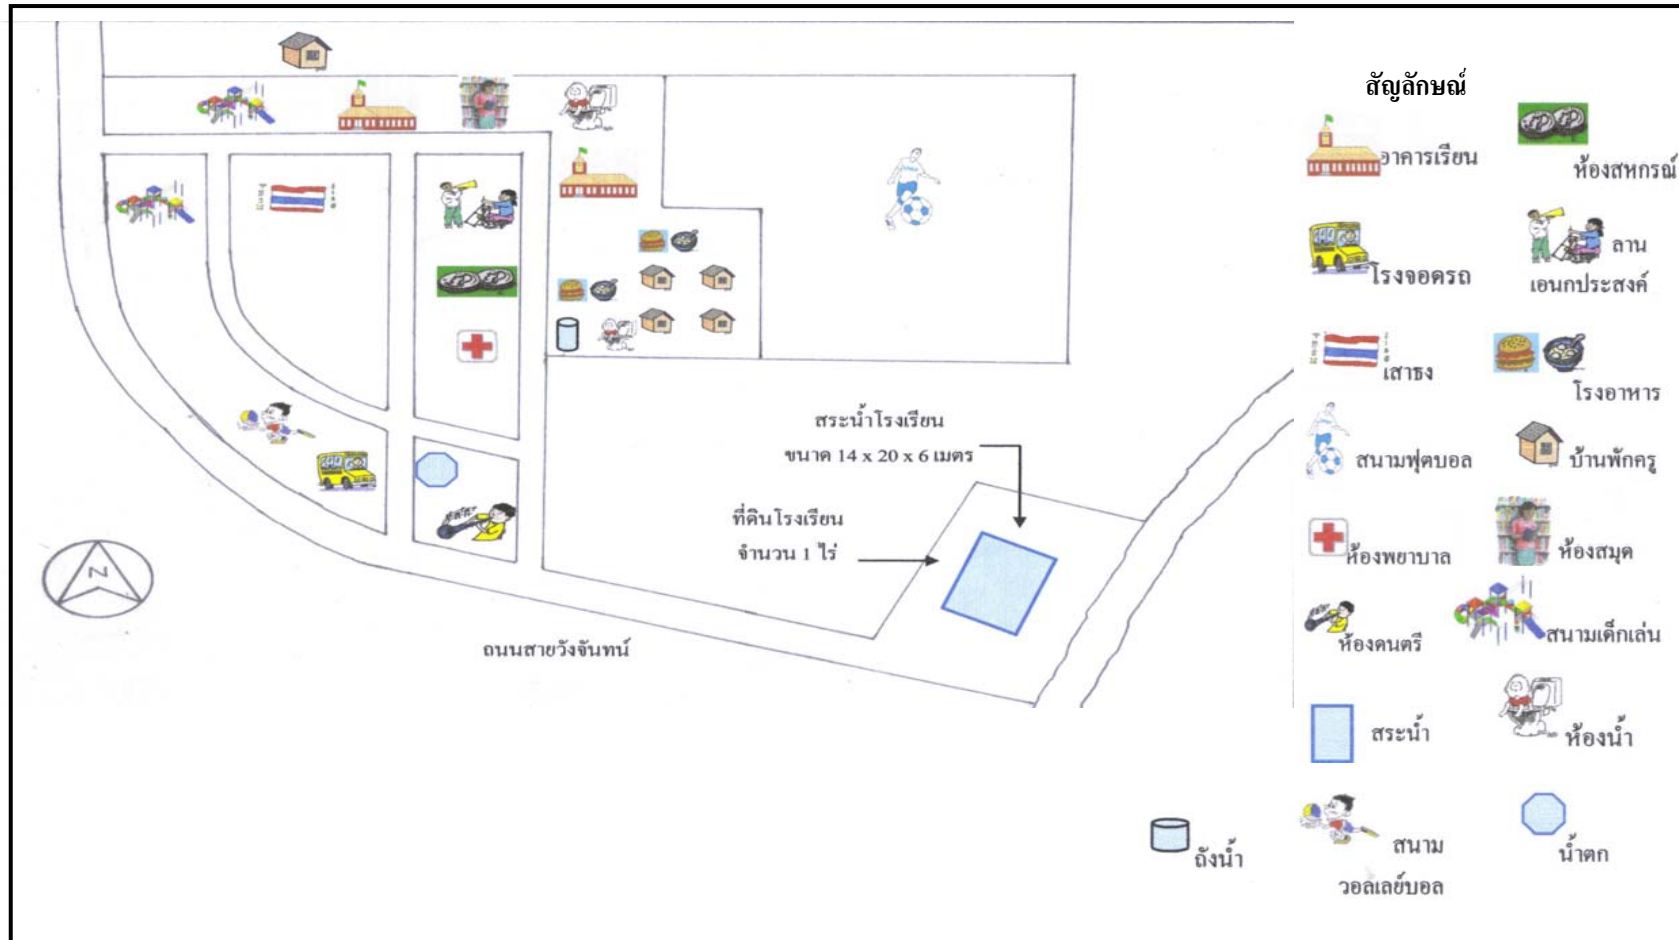 สัญลักษณ์
อาคารเรียน
ห้องสหกรณ์
โรงจอดรถ
ลาน
เอนกประสงค์
เสาธง
โรงอาหาร
สนามฟุตบอล
บ้านพักครู
ห้องพยาบาล
ห้องสมุด
ห้องดนตรี
สนามเด็กเล่น
สระน้ำ
ห้องน้ำ
สนาม
วอลเลย์บอล
น้ำตก
ถังน้ำ
สระน้ำโรงเรียน
ขนาด 14 x 20 x 6 เมตร
ที่ดินโรงเรียน
จำนวน 1 ไร่
ถนนสายวังจันทน์
N